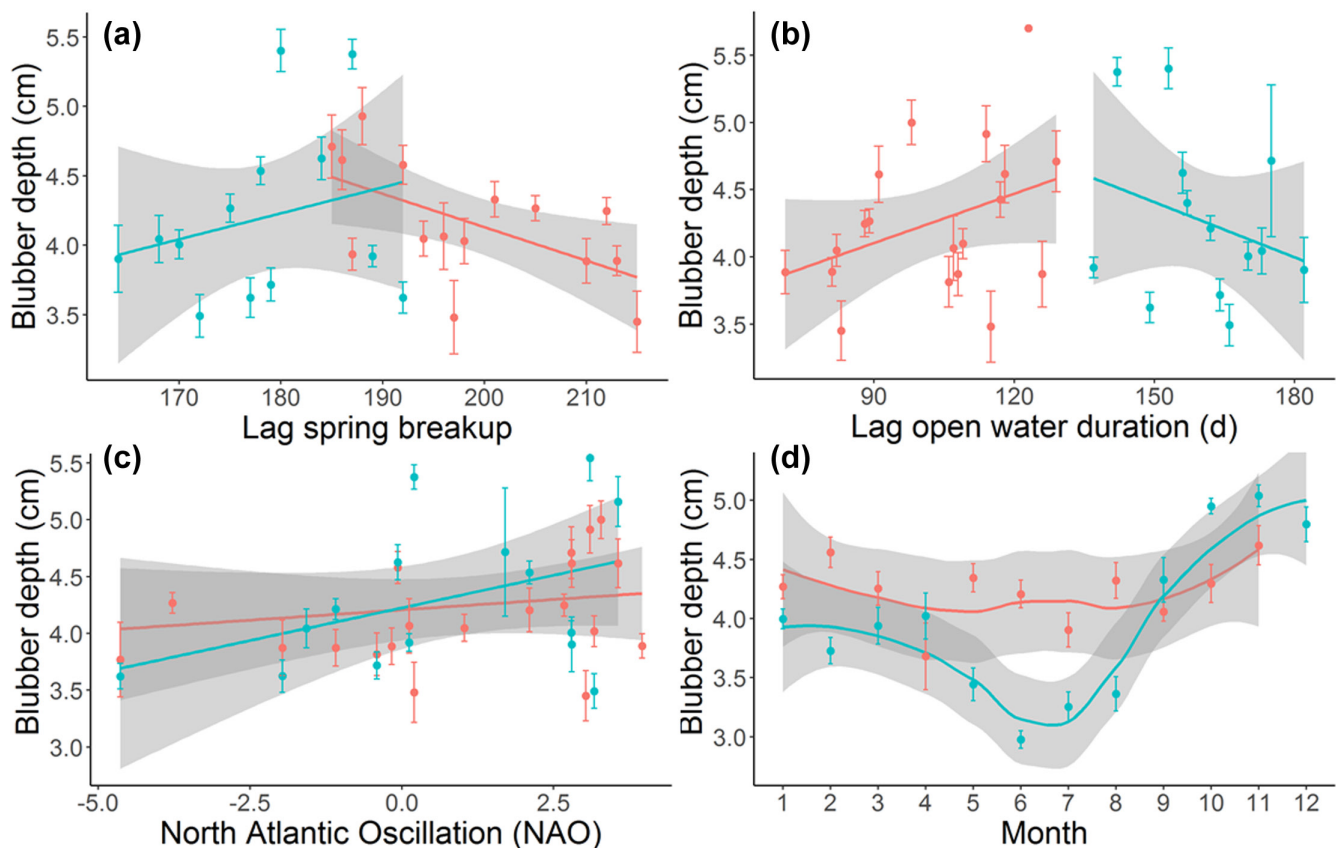 (a)
Blubber depth (cm)
5.5
5.0
4.5
4.0
3.5
170 180 190 200 210
Lag spring breakup
(b)
Blubber depth (cm)
5.5
5.0
4.5
4.0
3.5
90 120 150 180
Lag open water duration (d)
(c)
Blubber depth (cm)
5.5
5.0
4.5
4.0
3.5
3.0
-5.0 -2.5 0.0 2.5
North Atlantic Oscillation (NAO)
(d)
Blubber depth (cm)
5.0
4.5
4.0
3.5
3.0
1 2 3 4 5 6 7 8 9 10 11 12
Month